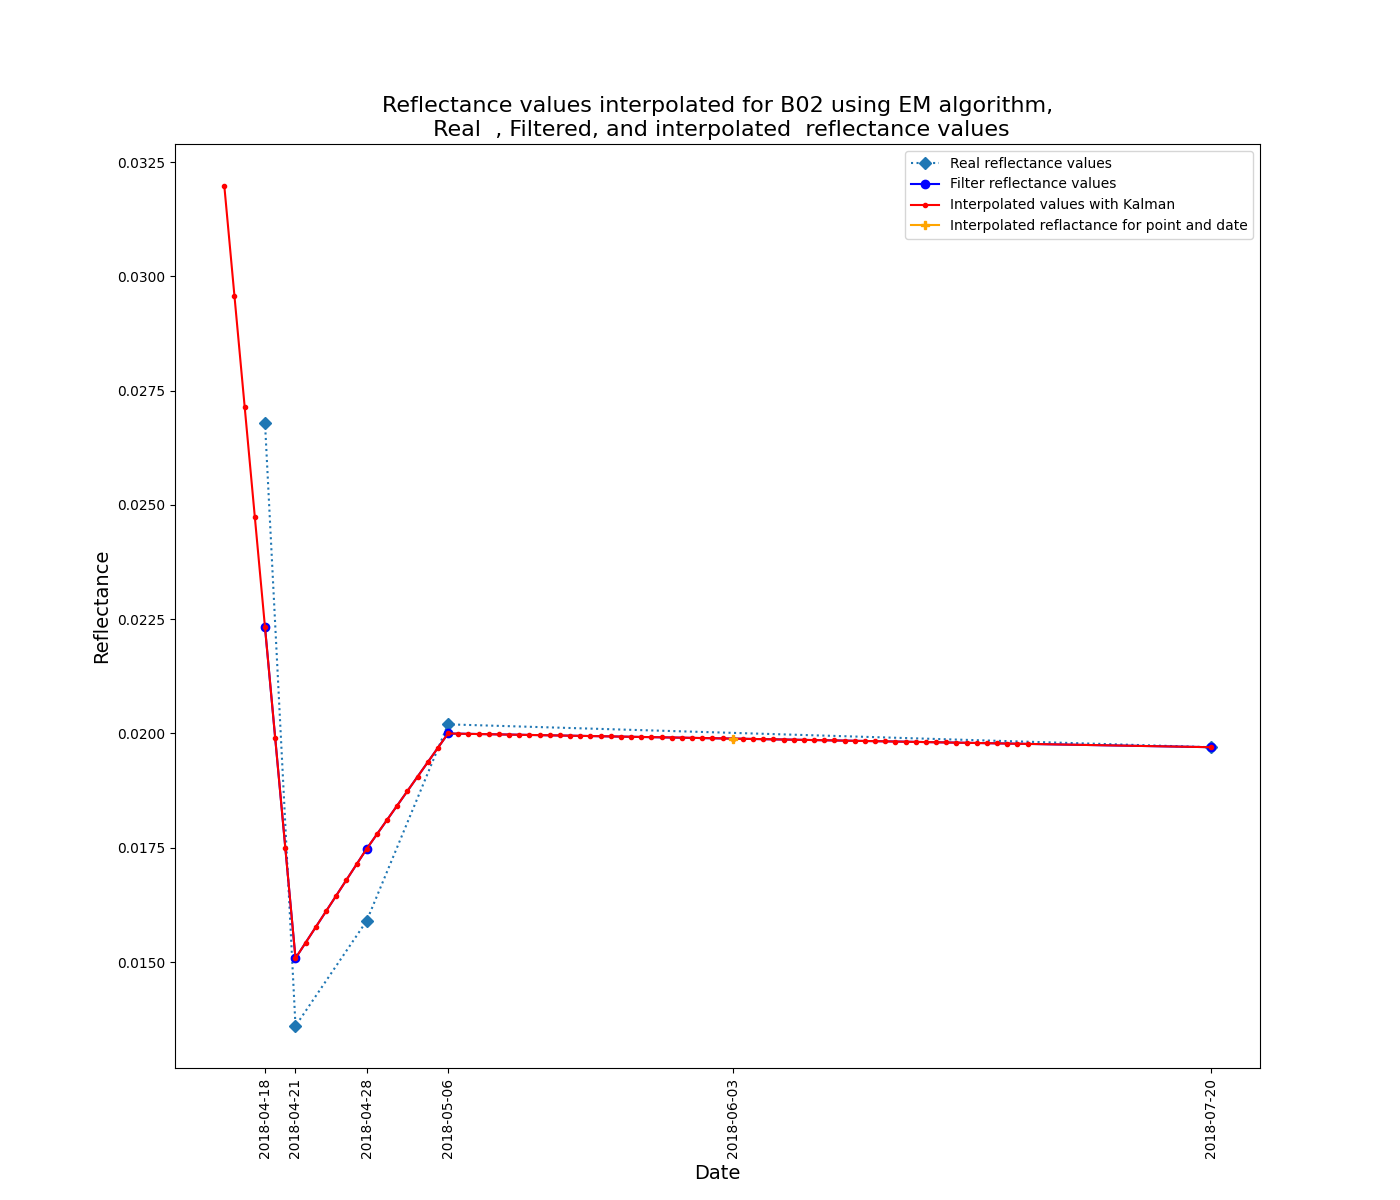 Reflectance values interpolated for B02 using EM algorithm,
Real , Filtered, and interpolated reflectance values
Real reflectance values
Filter reflectance values
Interpolated values with Kalman
Interpolated reflactance for point and date
Reflectance
0.0325
0.0300
0.0275
0.0250
0.0225
0.0200
0.0175
0.0150
2018-04-18
2018-04-21
2018-04-28
2018-05-06
2018-06-03
2018-07-20
Date